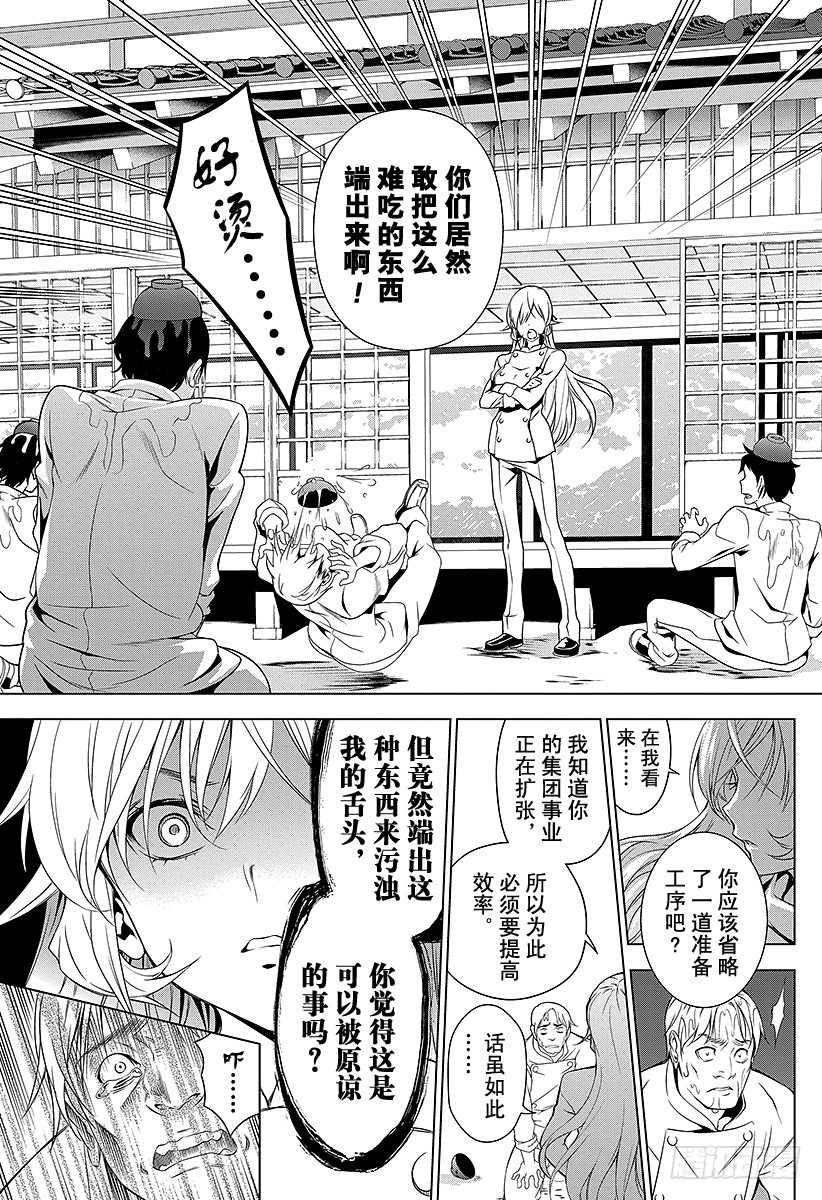 你们居然
敢把这么
难吃的东西
端出来啊！
好烫……
在我看
来……
你应该省略
了一道准备
工序吧？
我知道你
的集团事业
正在扩张，
所以为此
必须要提高
效率。
话虽如此
……
但竟然端出这
种东西来污浊
我的舌头，
你觉得这是
可以被原谅
的事吗？
吓……
腾讯动漫